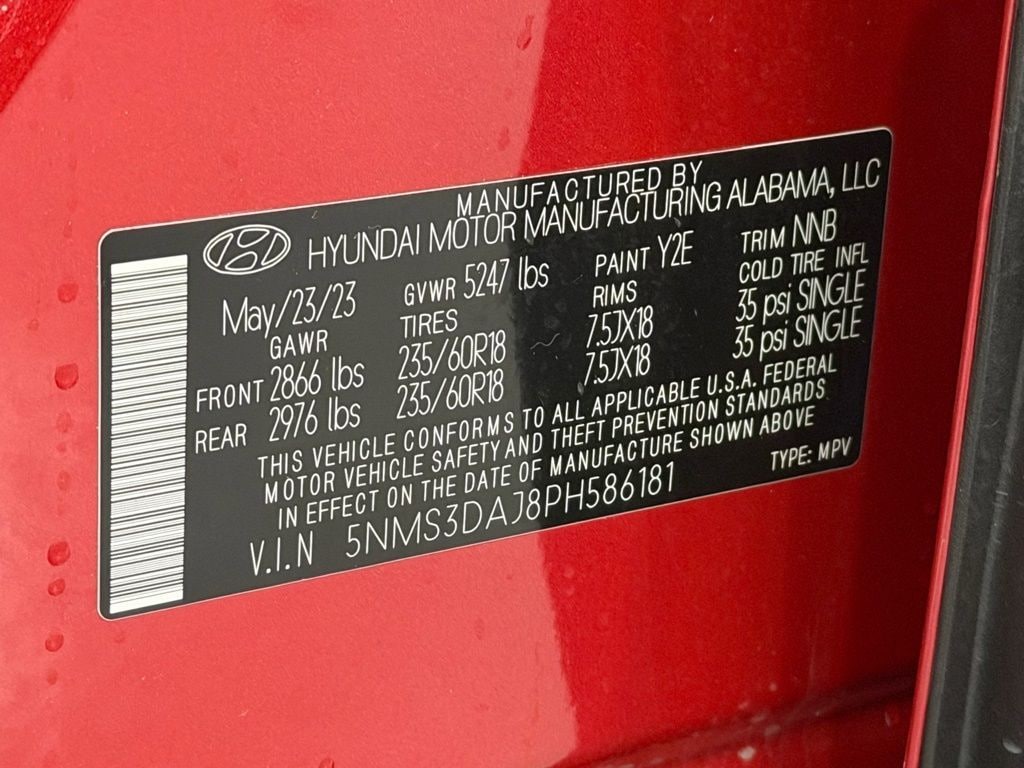 MANUFACTURED BY
HYUNDAI MOTOR MANUFACTURING ALABAMA, LLC
May/23/23 GVWR 5247 lbs PAINT Y2E TRIM NNB
GAWR TIRES RIMS COLD TIRE INFL
FRONT 2866 lbs 235/60R18 7.5JX18 35 psi SINGLE
REAR 2976 lbs 235/60R18 7.5JX18 35 psi SINGLE
THIS VEHICLE CONFORMS TO ALL APPLICABLE U.S.A. FEDERAL
MOTOR VEHICLE SAFETY AND THEFT PREVENTION STANDARDS
IN EFFECT ON THE DATE OF MANUFACTURE SHOWN ABOVE
V.I.N 5NMS3DAJ8PH586181 TYPE: MPV